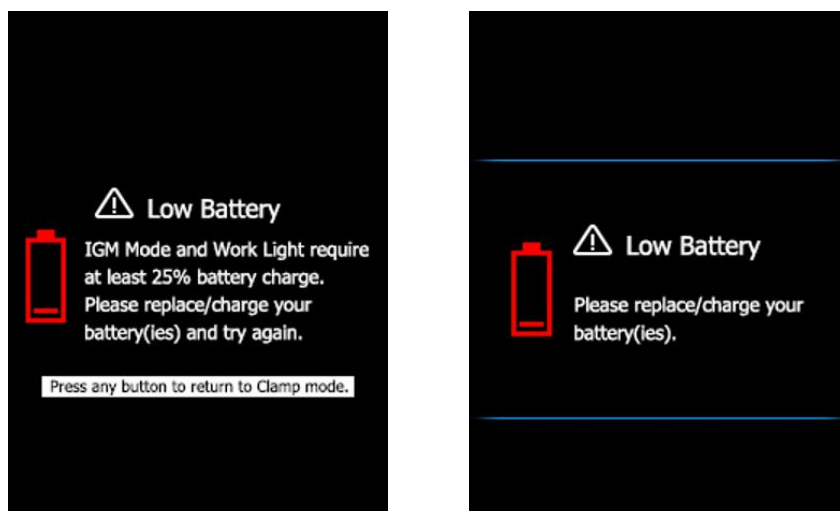 Low Battery
IGM Mode and Work Light require
at least 25% battery charge.
Please replace/charge your
battery(ies) and try again.
Press any button to return to Clamp mode.
Low Battery
Please replace/charge your
battery(ies).